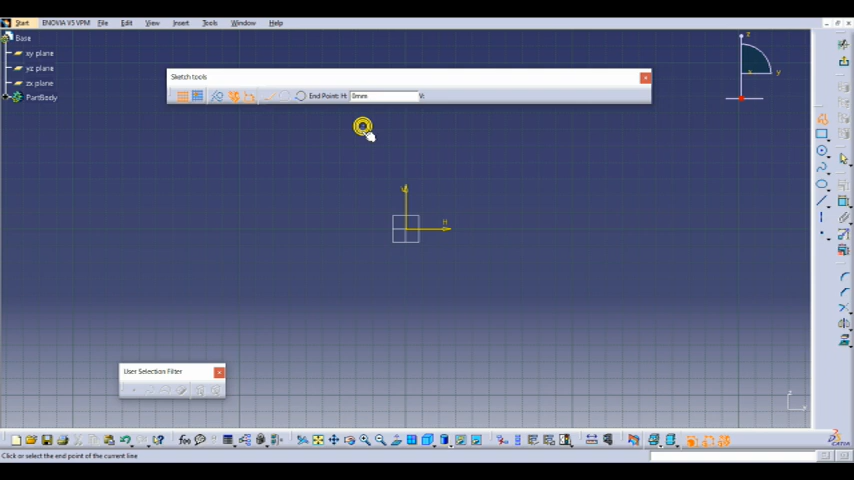 Start ENOVIA V5 VPM File Edit View Insert Tools Window Help
Base
xy plane
yz plane
zx plane
PartBody
Sketch tools
End Point: H: 0mm V:
z
y
V
H
User Selection Filter
z
Click or select the end point of the current line
CATIA